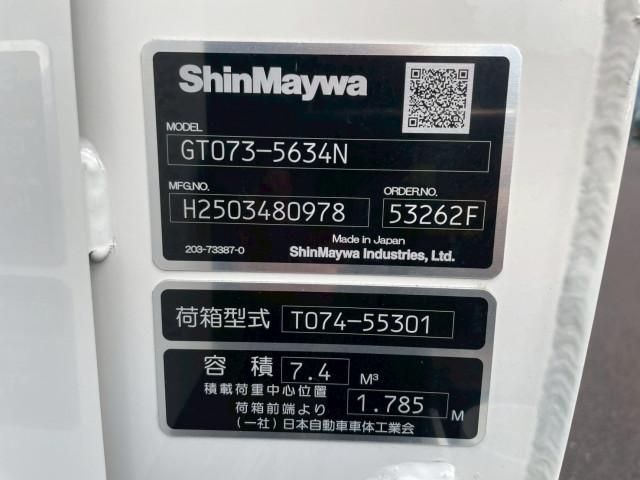 ShinMaywa
MODEL
GT073-5634N
MFG.NO. ORDER.NO.
H2503480978 53262F
Made in Japan
203-73387-0 ShinMaywa Industries, Ltd.
荷箱型式 T074-55301
容積 7.4 M³
積載荷重中心位置
荷箱前端より 1.785 M
(一社)日本自動車車体工業会